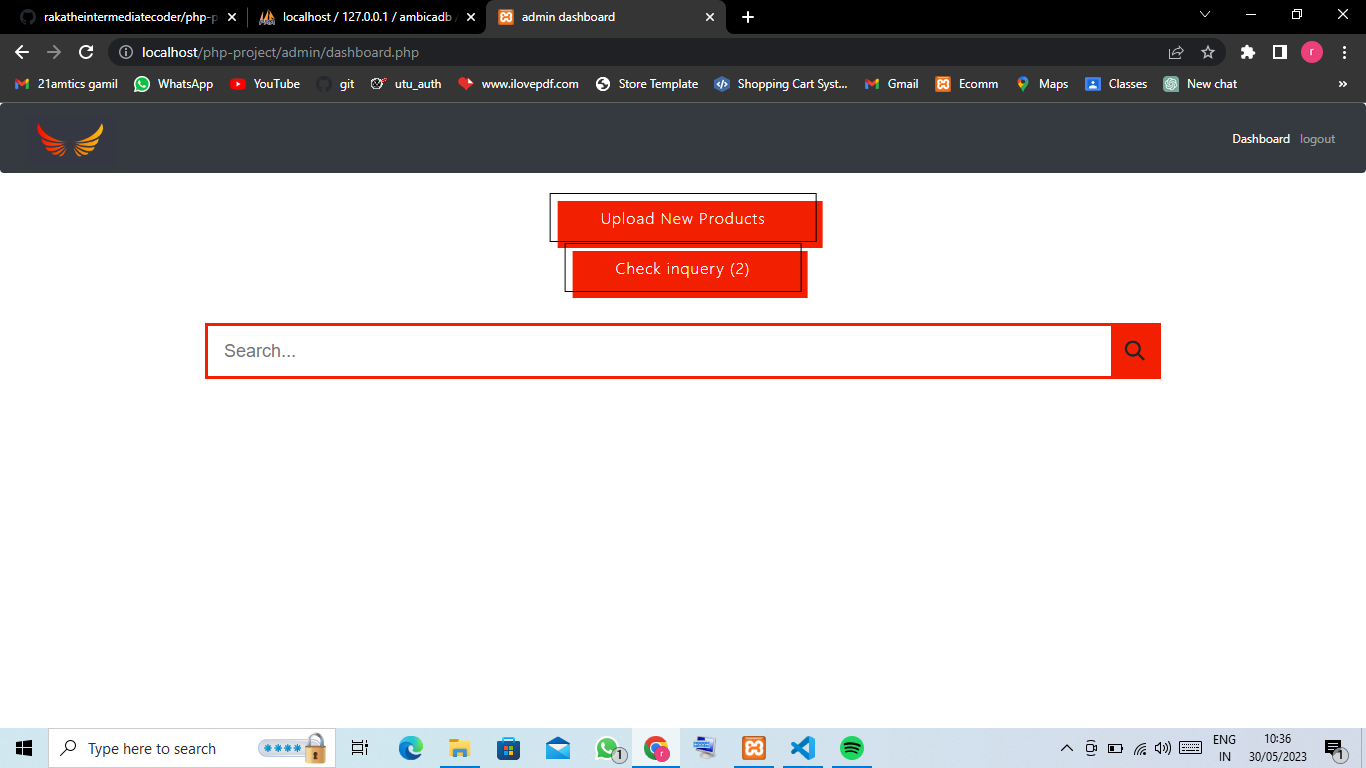 rakatheintermediatecoder/php-p
localhost / 127.0.0.1 / ambicadb
admin dashboard
localhost/php-project/admin/dashboard.php
r
21amtics gamil
WhatsApp
YouTube
git
utu_auth
www.ilovepdf.com
Store Template
Shopping Cart Syst...
Gmail
Ecomm
Maps
Classes
New chat
»
Dashboard
logout
Upload New Products
Check inquery (2)
Search...
Type here to search
****
1
ENG
IN
10:36
30/05/2023
1